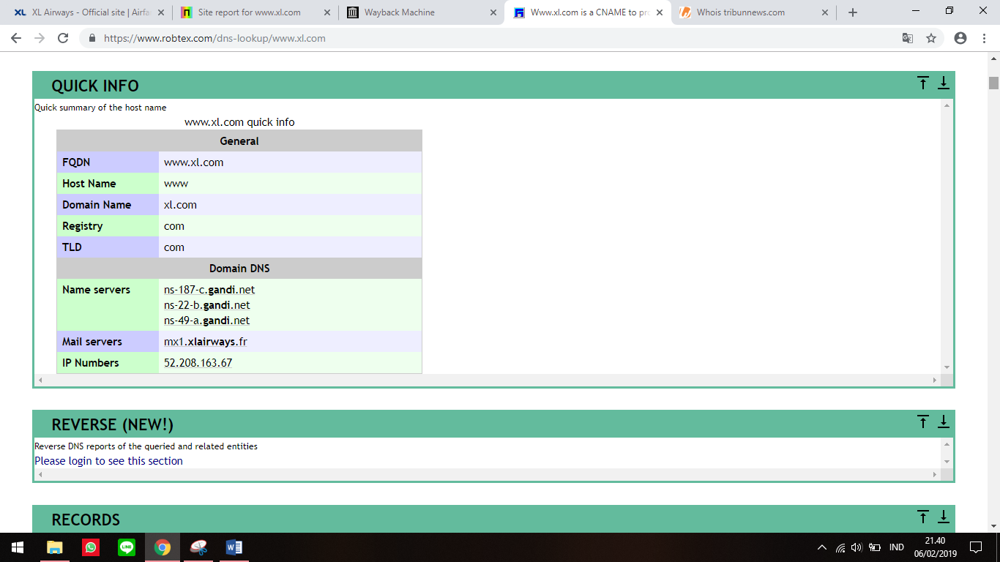 XL Airways - Official site | Airfa
Site report for www.xl.com
Wayback Machine
Www.xl.com is a CNAME to pro
Whois tribunnews.com
https://www.robtex.com/dns-lookup/www.xl.com
QUICK INFO
Quick summary of the host name
www.xl.com quick info
General
FQDN www.xl.com
Host Name www
Domain Name xl.com
Registry com
TLD com
Domain DNS
Name servers ns-187-c.gandi.net
ns-22-b.gandi.net
ns-49-a.gandi.net
Mail servers mx1.xlairways.fr
IP Numbers 52.208.163.67
REVERSE (NEW!)
Reverse DNS reports of the queried and related entities
Please login to see this section
RECORDS
IND
21.40
06/02/2019